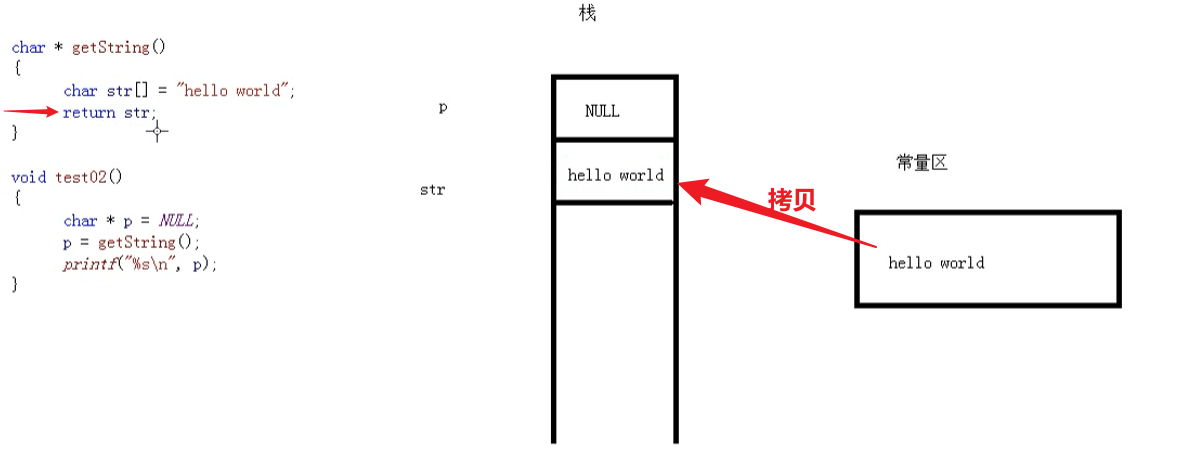 char * getString()
{
char str[] = "hello world";
return str;
}
void test02()
{
char * p = NULL;
p = getString();
printf("%s\n", p);
}
栈
p
NULL
str
hello world
拷贝
常量区
hello world